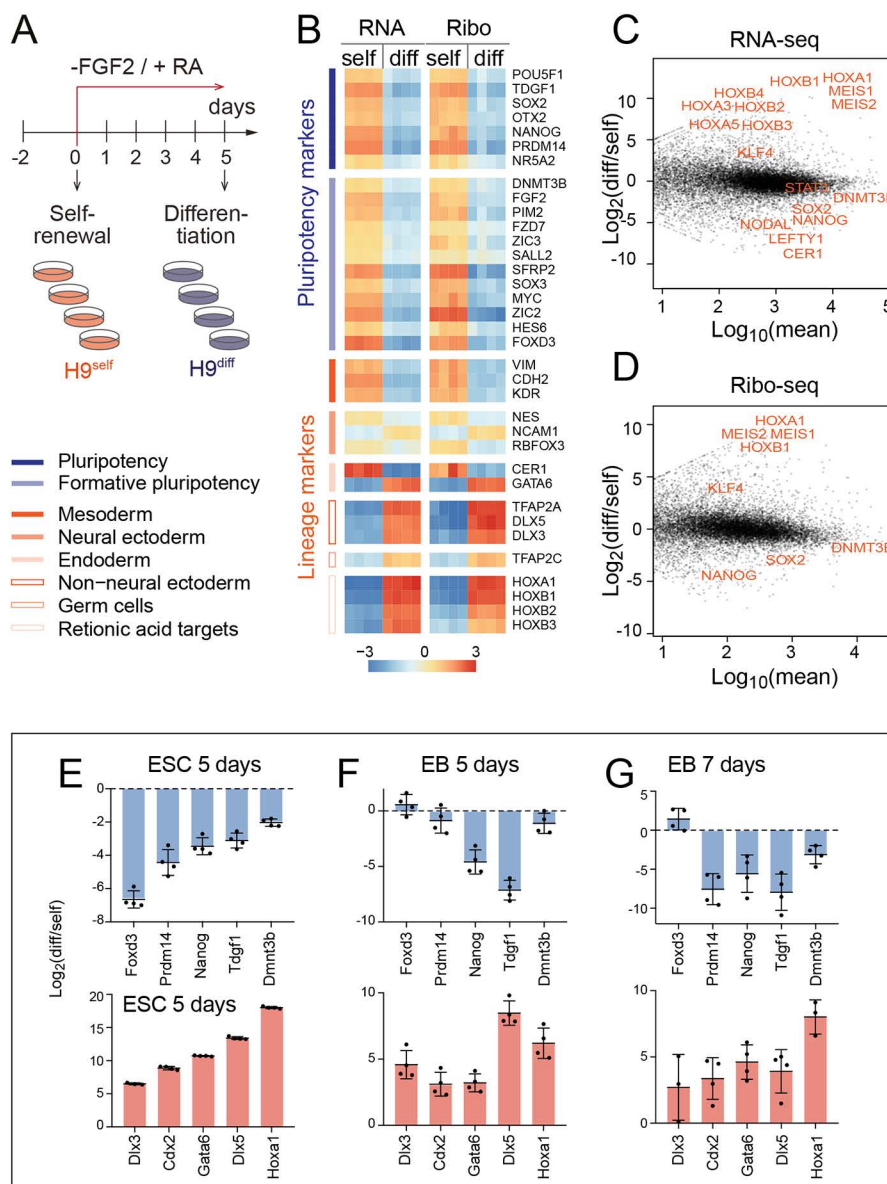 A
-FGF2 / + RA
days
-2
0
5
Self-
renewal
Differen-
tiation
H9self
H9diff
Pluripotency
Formative pluripotency
Mesoderm
Neural ectoderm
Endoderm
Non-neural ectoderm
Germ cells
Retionic acid targets
B
RNA
Ribo
self
diff
self
diff
Pluripotency markers
POU5F1
TDGF1
SOX2
OTX2
NANOG
PRDM14
NR5A2
DNMT3B
FGF2
PIM2
FZD7
ZIC3
SALL2
SFRP2
SOX3
MYC
ZIC2
HES6
FOXD3
Lineage markers
VIM
CDH2
KDR
NES
NCAM1
RBFOX3
CER1
GATA6
TFAP2A
DLX5
DLX3
TFAP2C
HOXA1
HOXB1
HOXB2
HOXB3
−3
0
3
C
RNA-seq
Log2(diff/self)
10
5
0
-5
-10
HOXB1
HOXA1
HOXB4
MEIS1
HOXA3
HOXB2
MEIS2
HOXA5
HOXB3
KLF4
STAT3
DNMT3B
SOX2
NODAL
NANOG
LEFTY1
CER1
1
2
3
4
5
Log10(mean)
D
Ribo-seq
Log2(diff/self)
10
5
0
-5
-10
HOXA1
MEIS2
MEIS1
HOXB1
KLF4
DNMT3B
SOX2
NANOG
1
2
3
4
Log10(mean)
E
ESC 5 days
Log2(diff/self)
0
-2
-4
-6
-8
Foxd3
Prdm14
Nanog
Tdgf1
Dmnt3b
ESC 5 days
20
15
10
5
0
Dlx3
Cdx2
Gata6
Dlx5
Hoxa1
F
EB 5 days
0
-5
-10
Foxd3
Prdm14
Nanog
Tdgf1
Dmnt3b
10
5
0
Dlx3
Cdx2
Gata6
Dlx5
Hoxa1
G
EB 7 days
5
0
-5
-10
Foxd3
Prdm14
Nanog
Tdgf1
Dmnt3b
10
5
0
Dlx3
Cdx2
Gata6
Dlx5
Hoxa1